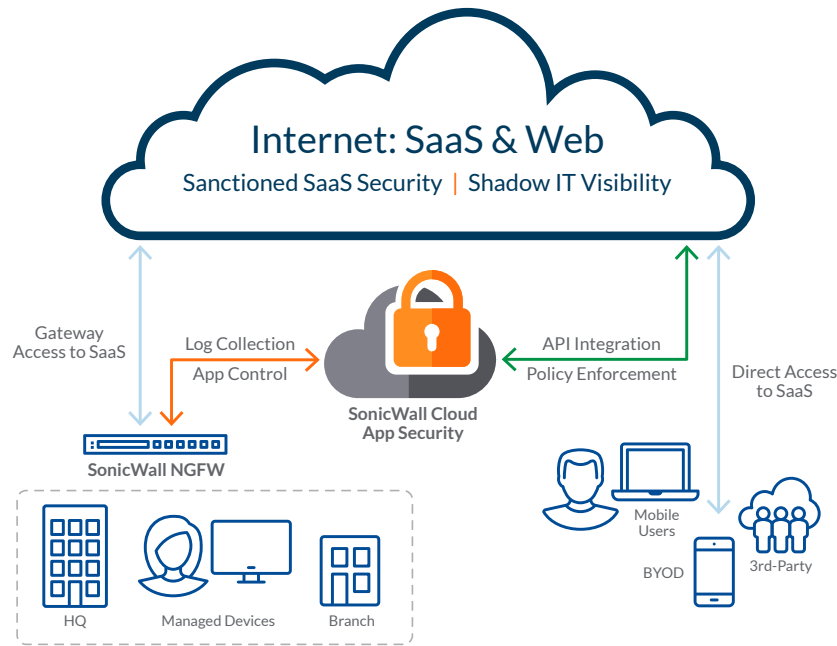 Internet: SaaS & Web
Sanctioned SaaS Security | Shadow IT Visibility
Gateway
Access to SaaS
Log Collection
App Control
API Integration
Policy Enforcement
Direct Access
to SaaS
SonicWall Cloud
App Security
SonicWall NGFW
Mobile
Users
BYOD
3rd-Party
HQ
Managed Devices
Branch